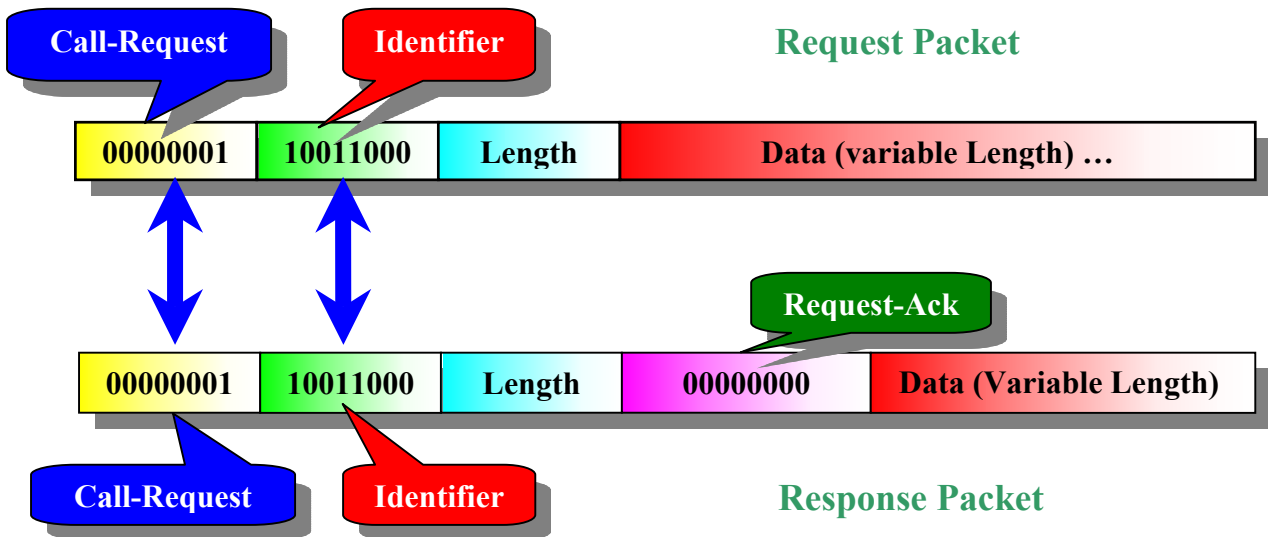 Call-Request Identifier Request Packet
00000001 10011000 Length Data (variable Length) ...
Request-Ack
00000001 10011000 Length 00000000 Data (Variable Length)
Call-Request Identifier Response Packet